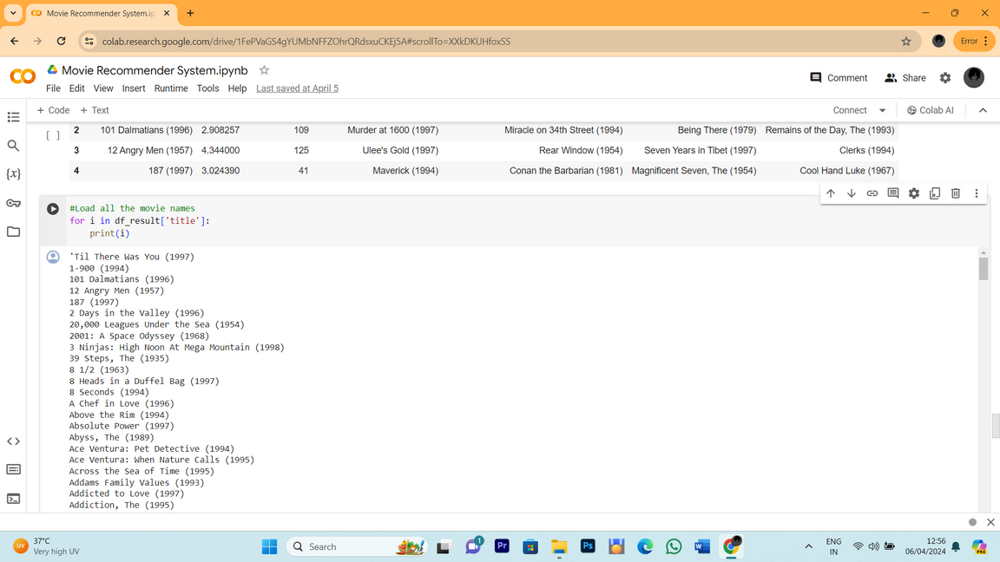 Movie Recommender System.ip
colab.research.google.com/drive/1FePVaGS4gYUMbNFFZOhrQRdsxuCKEj5A#scrollTo=XXkDKUHfoxSS
Error
Movie Recommender System.ipynb
File Edit View Insert Runtime Tools Help Last saved at April 5
Comment Share
+ Code + Text Connect Colab AI
[ ] 2 101 Dalmatians (1996) 2.908257 109 Murder at 1600 (1997) Miracle on 34th Street (1994) Being There (1979) Remains of the Day, The (1993)
3 12 Angry Men (1957) 4.344000 125 Ulee's Gold (1997) Rear Window (1954) Seven Years in Tibet (1997) Clerks (1994)
4 187 (1997) 3.024390 41 Maverick (1994) Conan the Barbarian (1981) Magnificent Seven, The (1954) Cool Hand Luke (1967)
#Load all the movie names
for i in df_result['title']:
print(i)
'Til There Was You (1997)
1-900 (1994)
101 Dalmatians (1996)
12 Angry Men (1957)
187 (1997)
2 Days in the Valley (1996)
20,000 Leagues Under the Sea (1954)
2001: A Space Odyssey (1968)
3 Ninjas: High Noon At Mega Mountain (1998)
39 Steps, The (1935)
8 1/2 (1963)
8 Heads in a Duffel Bag (1997)
8 Seconds (1994)
A Chef in Love (1996)
Above the Rim (1994)
Absolute Power (1997)
Abyss, The (1989)
Ace Ventura: Pet Detective (1994)
Ace Ventura: When Nature Calls (1995)
Across the Sea of Time (1995)
Addams Family Values (1993)
Addicted to Love (1997)
Addiction, The (1995)
UV
37°C
Very high UV
Search
1
Pr
Ps
W
ENG
IN
12:56
06/04/2024
PRE